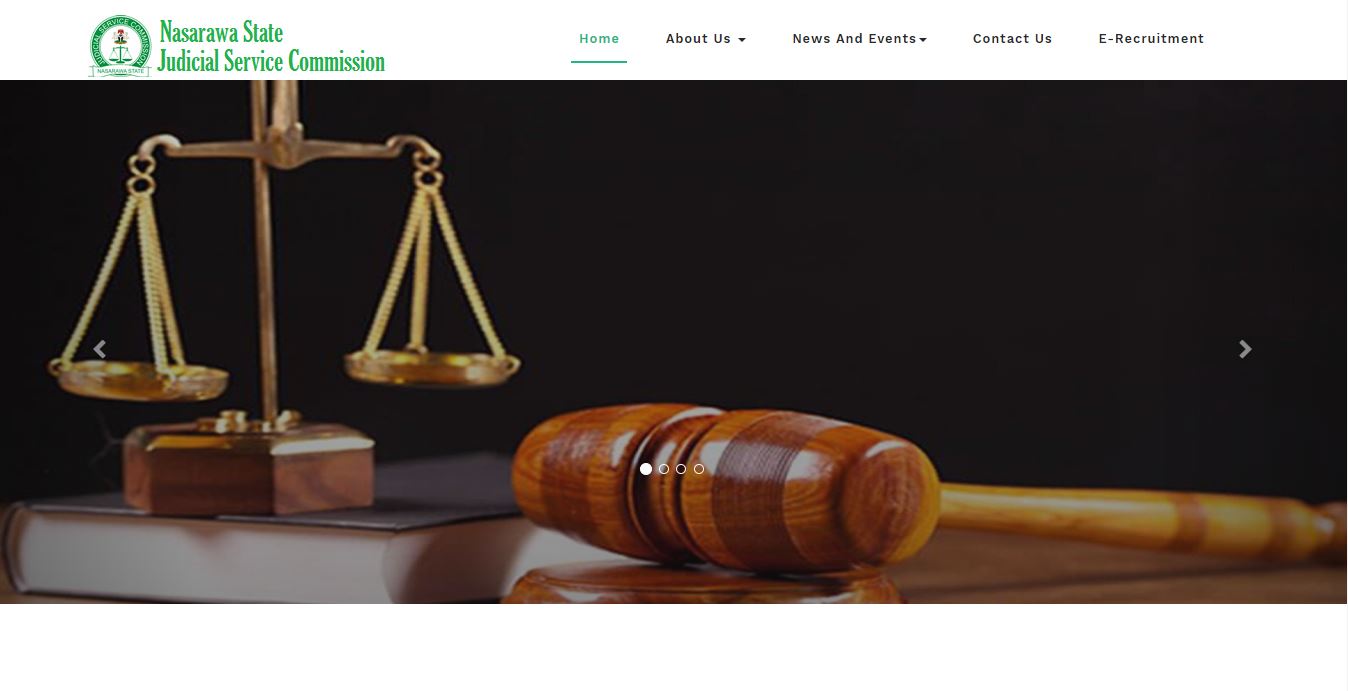 JUDICIAL SERVICE COMMISSION
NASARAWA STATE
Nasarawa State
Judicial Service Commission
Home
About Us
News And Events
Contact Us
E-Recruitment